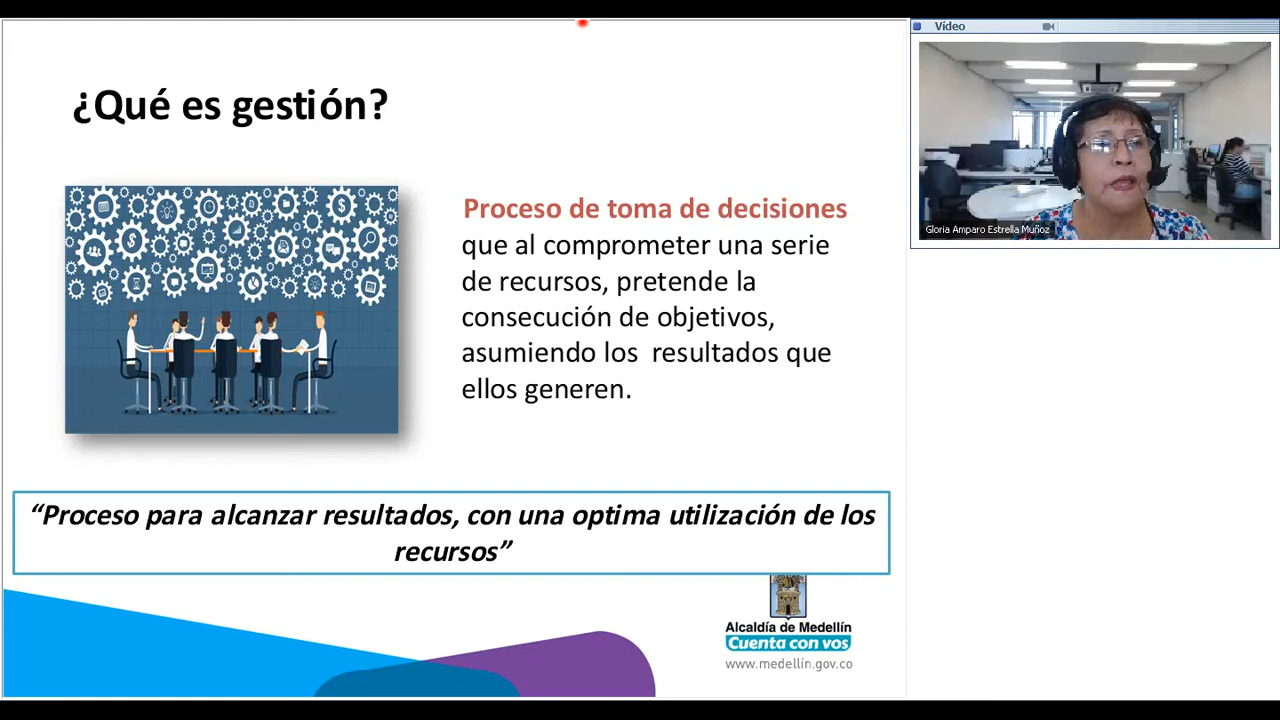 ¿Qué es gestión?
Proceso de toma de decisiones
que al comprometer una serie
de recursos, pretende la
consecución de objetivos,
asumiendo los resultados que
ellos generen.
“Proceso para alcanzar resultados, con una optima utilización de los
recursos”
Alcaldía de Medellín
Cuenta con vos
www.medellín.gov.co
Vídeo
Gloria Amparo Estrella Muñoz